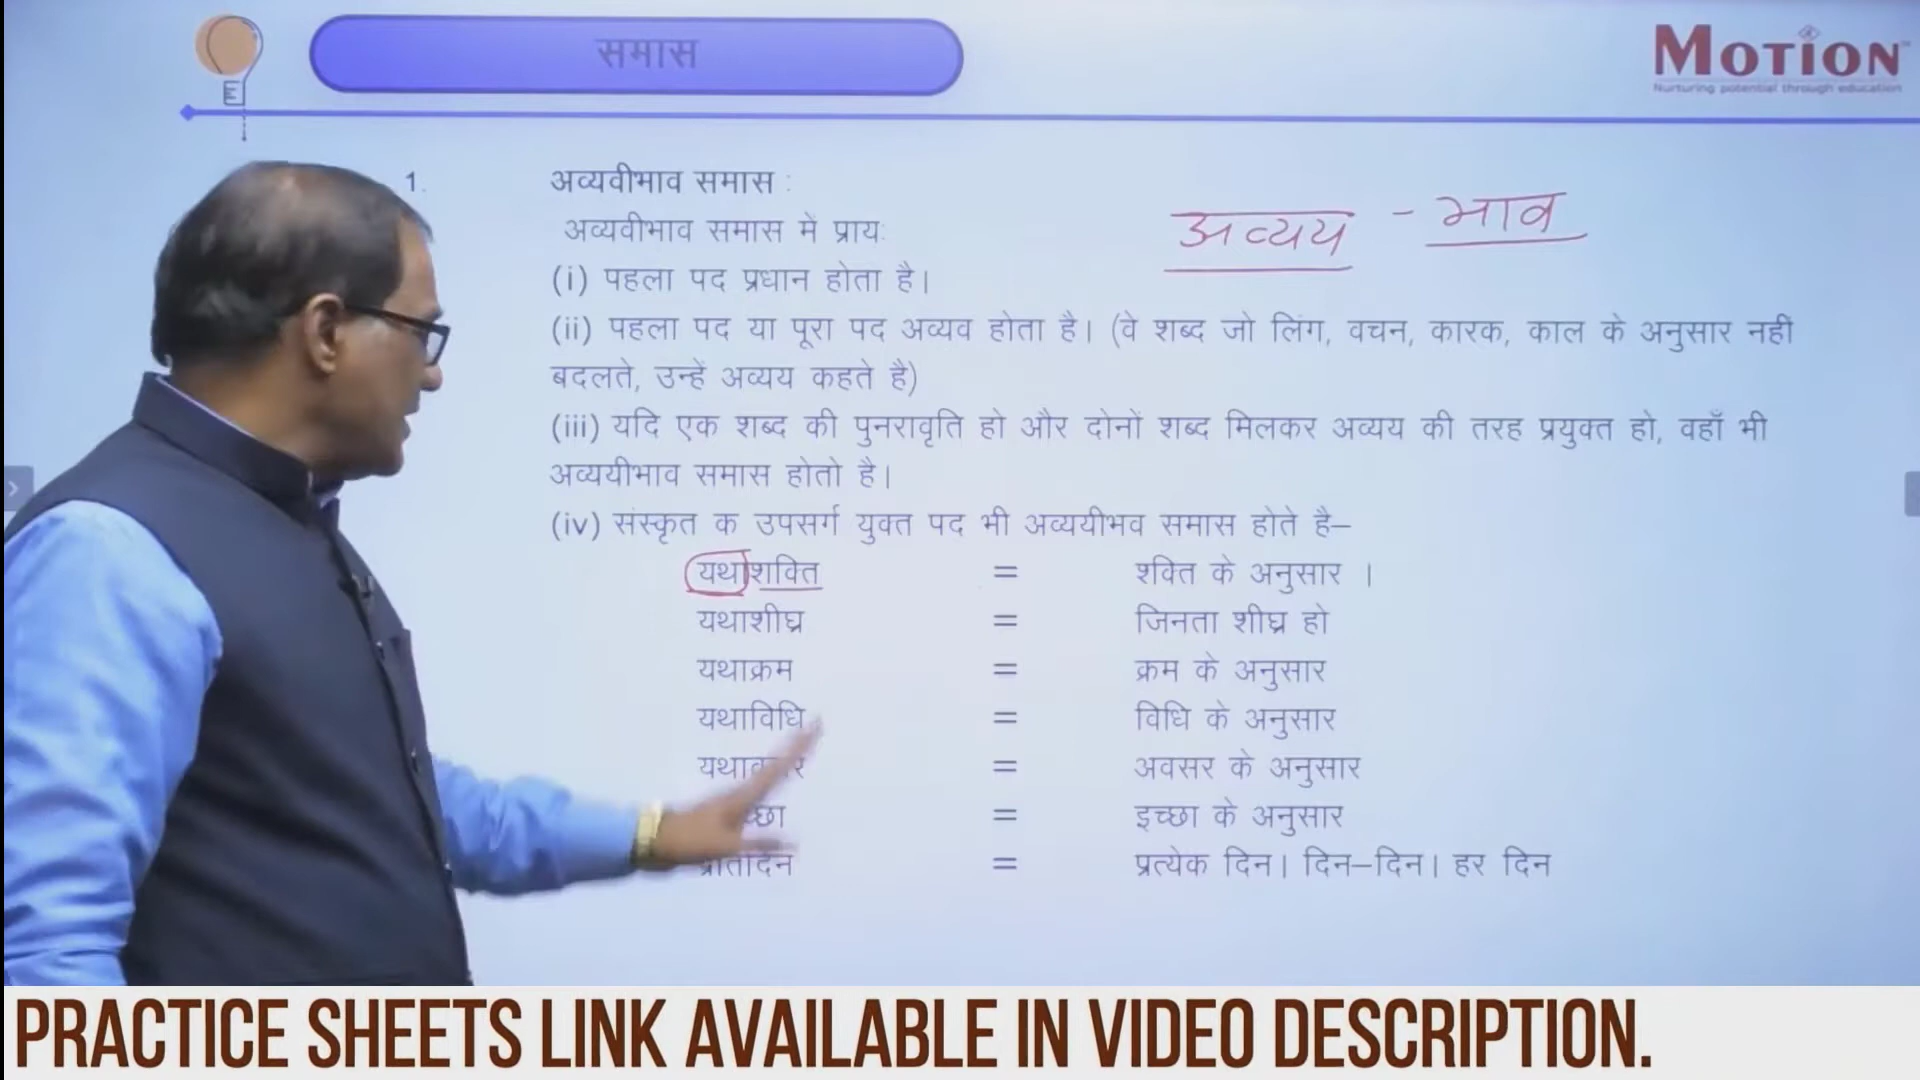 समास
MOTION
Nurturing potential through education
1. अव्यवीभाव समास :
अव्यय - भाव
अव्यवीभाव समास में प्रायः
(i) पहला पद प्रधान होता है।
(ii) पहला पद या पूरा पद अव्यव होता है। (वे शब्द जो लिंग, वचन, कारक, काल के अनुसार नहीं
बदलते, उन्हें अव्यय कहते है)
(iii) यदि एक शब्द की पुनरावृति हो और दोनों शब्द मिलकर अव्यय की तरह प्रयुक्त हो, वहाँ भी
अव्ययीभाव समास होतो है।
(iv) संस्कृत क उपसर्ग युक्त पद भी अव्ययीभव समास होते है–
यथाशक्ति = शक्ति के अनुसार ।
यथाशीघ्र = जिनता शीघ्र हो
यथाक्रम = क्रम के अनुसार
यथाविधि = विधि के अनुसार
= अवसर के अनुसार
= इच्छा के अनुसार
प्रतिदिन = प्रत्येक दिन। दिन–दिन। हर दिन
PRACTICE SHEETS LINK AVAILABLE IN VIDEO DESCRIPTION.